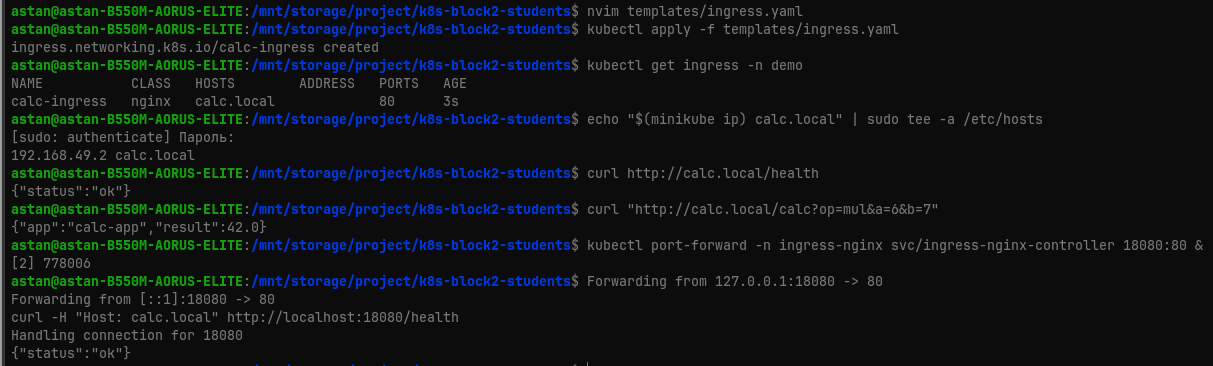 astan@astan-B550M-AORUS-ELITE:/mnt/storage/project/k8s-block2-students$ nvim templates/ingress.yaml
astan@astan-B550M-AORUS-ELITE:/mnt/storage/project/k8s-block2-students$ kubectl apply -f templates/ingress.yaml
ingress.networking.k8s.io/calc-ingress created
astan@astan-B550M-AORUS-ELITE:/mnt/storage/project/k8s-block2-students$ kubectl get ingress -n demo
NAME           CLASS   HOSTS        ADDRESS   PORTS   AGE
calc-ingress   nginx   calc.local             80      3s
astan@astan-B550M-AORUS-ELITE:/mnt/storage/project/k8s-block2-students$ echo "$(minikube ip) calc.local" | sudo tee -a /etc/hosts
[sudo: authenticate] Пароль:
192.168.49.2 calc.local
astan@astan-B550M-AORUS-ELITE:/mnt/storage/project/k8s-block2-students$ curl http://calc.local/health
{"status":"ok"}
astan@astan-B550M-AORUS-ELITE:/mnt/storage/project/k8s-block2-students$ curl "http://calc.local/calc?op=mul&a=6&b=7"
{"app":"calc-app","result":42.0}
astan@astan-B550M-AORUS-ELITE:/mnt/storage/project/k8s-block2-students$ kubectl port-forward -n ingress-nginx svc/ingress-nginx-controller 18080:80 &
[2] 778006
astan@astan-B550M-AORUS-ELITE:/mnt/storage/project/k8s-block2-students$ Forwarding from 127.0.0.1:18080 -> 80
Forwarding from [::1]:18080 -> 80
curl -H "Host: calc.local" http://localhost:18080/health
Handling connection for 18080
{"status":"ok"}